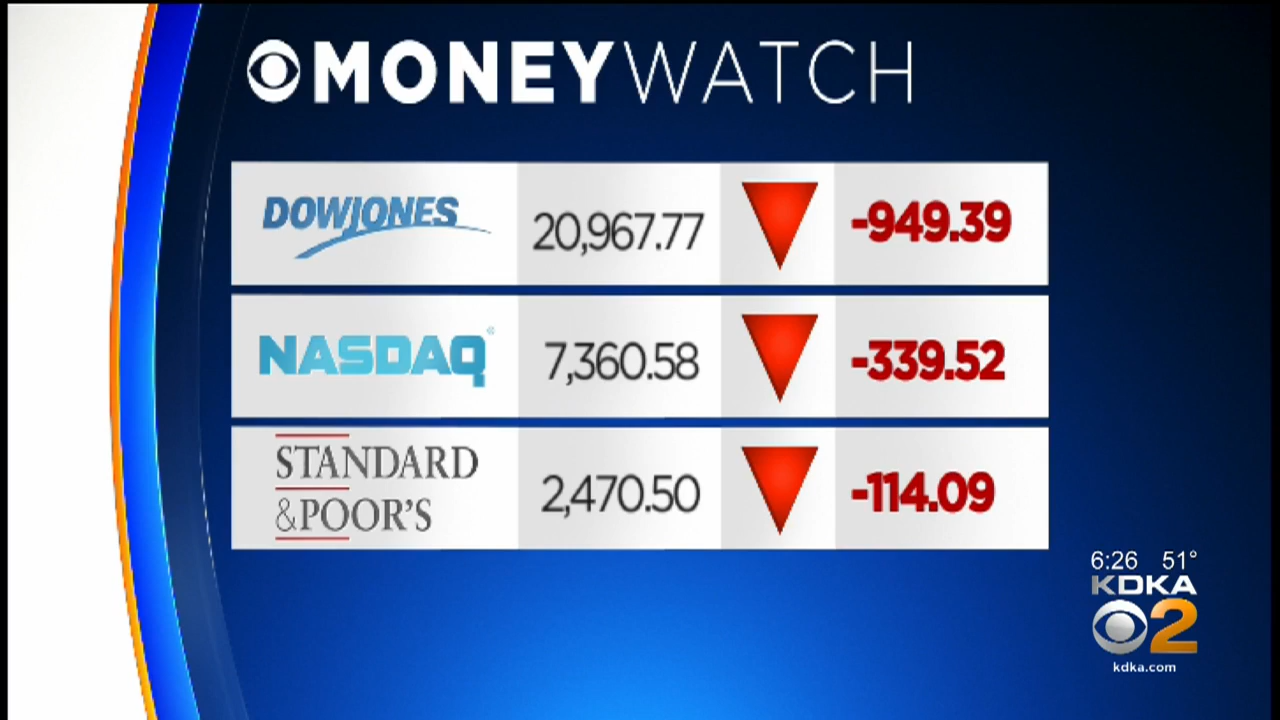 MONEYWATCH
DOWJONES 20,967.77 -949.39
NASDAQ® 7,360.58 -339.52
STANDARD
&POOR'S 2,470.50 -114.09
6:26 51°
KDKA
2
kdka.com